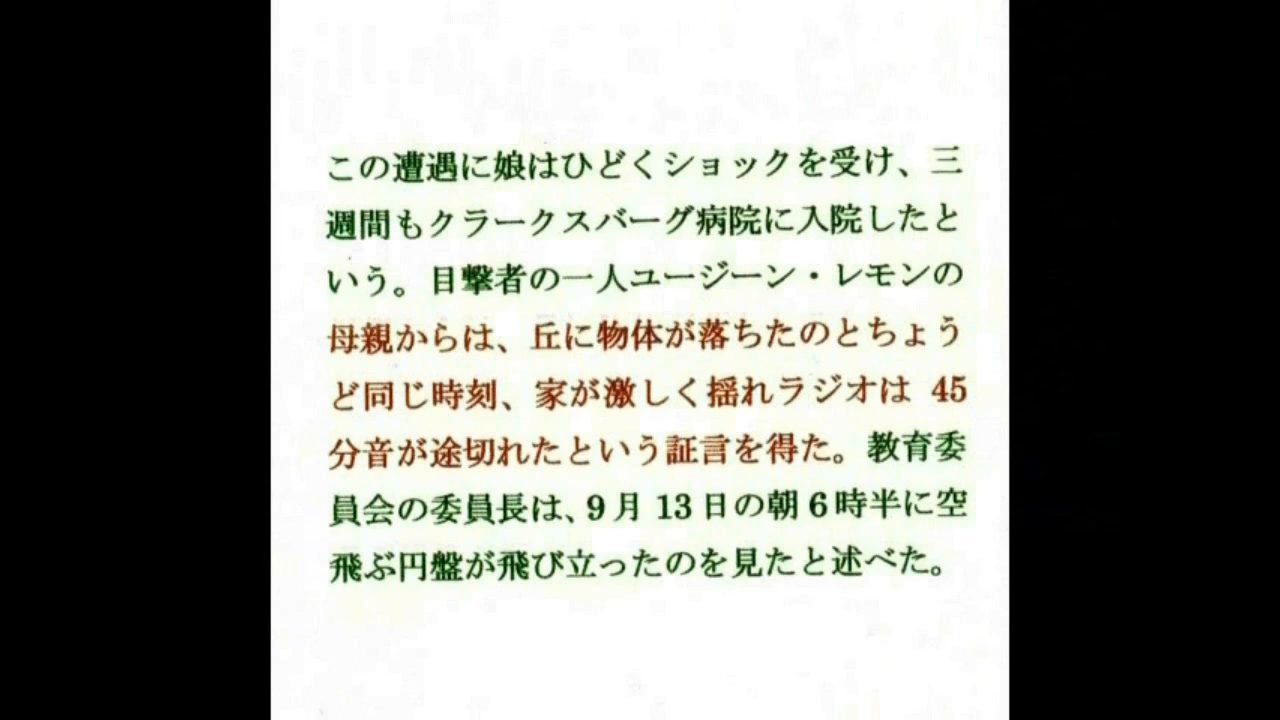 この遭遇に娘はひどくショックを受け、三
週間もクラークスバーグ病院に入院したと
いう。目撃者の一人ユージーン・レモンの
母親からは、丘に物体が落ちたのとちょう
ど同じ時刻、家が激しく揺れラジオは 45
分音が途切れたという証言を得た。教育委
員会の委員長は、9月 13日の朝6時半に空
飛ぶ円盤が飛び立ったのを見たと述べた。